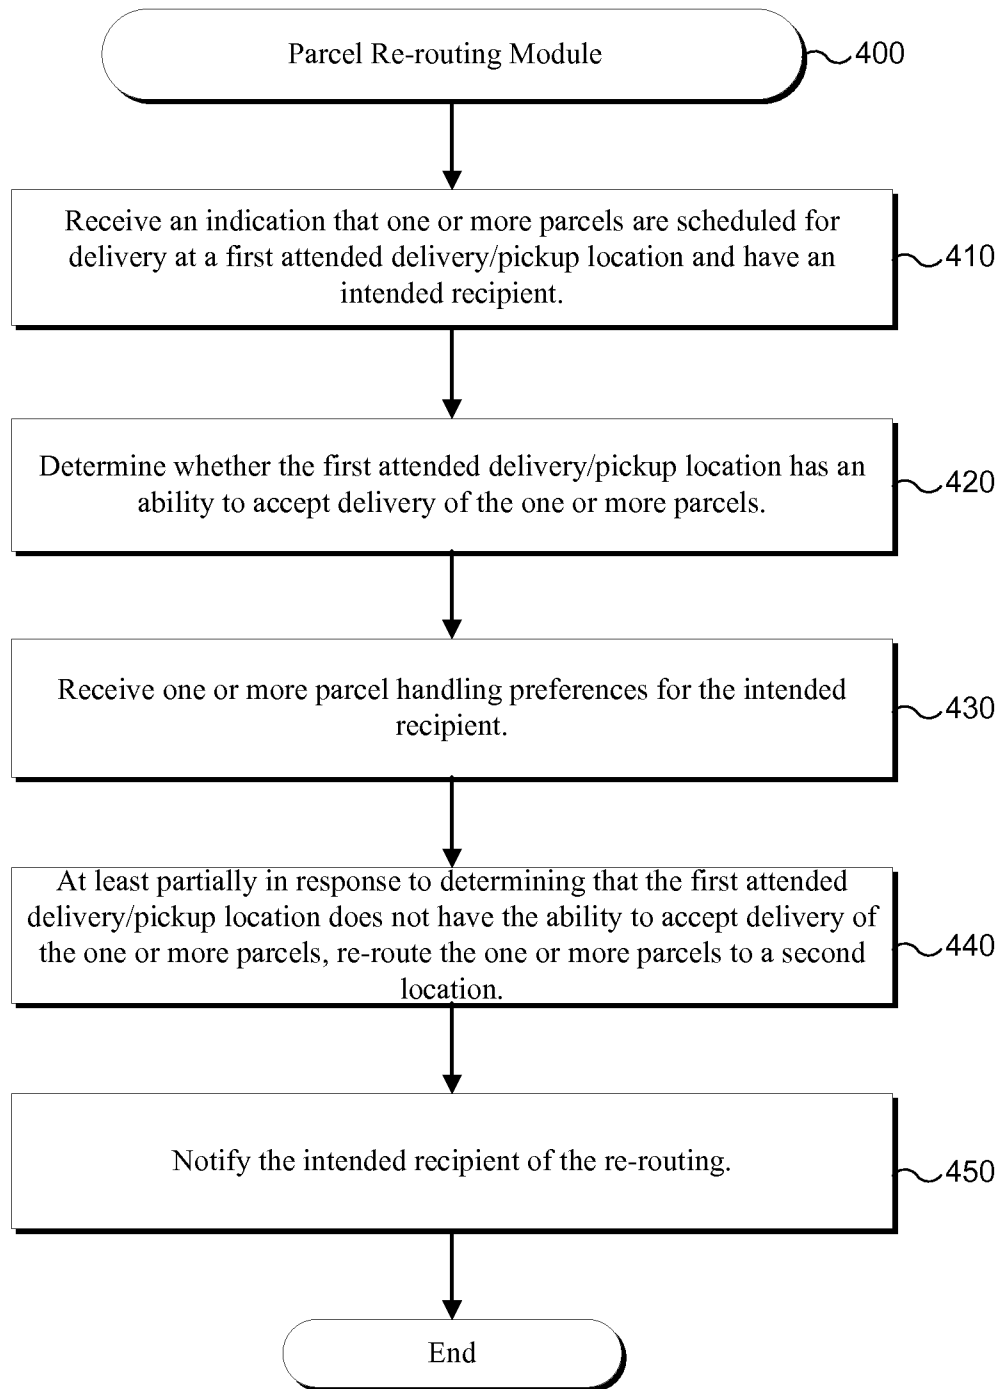 Parcel Re-routing Module
400
Receive an indication that one or more parcels are scheduled for
delivery at a first attended delivery/pickup location and have an
intended recipient.
410
Determine whether the first attended delivery/pickup location has an
ability to accept delivery of the one or more parcels.
420
Receive one or more parcel handling preferences for the intended
recipient.
430
At least partially in response to determining that the first attended
delivery/pickup location does not have the ability to accept delivery of
the one or more parcels, re-route the one or more parcels to a second
location.
440
Notify the intended recipient of the re-routing.
450
End